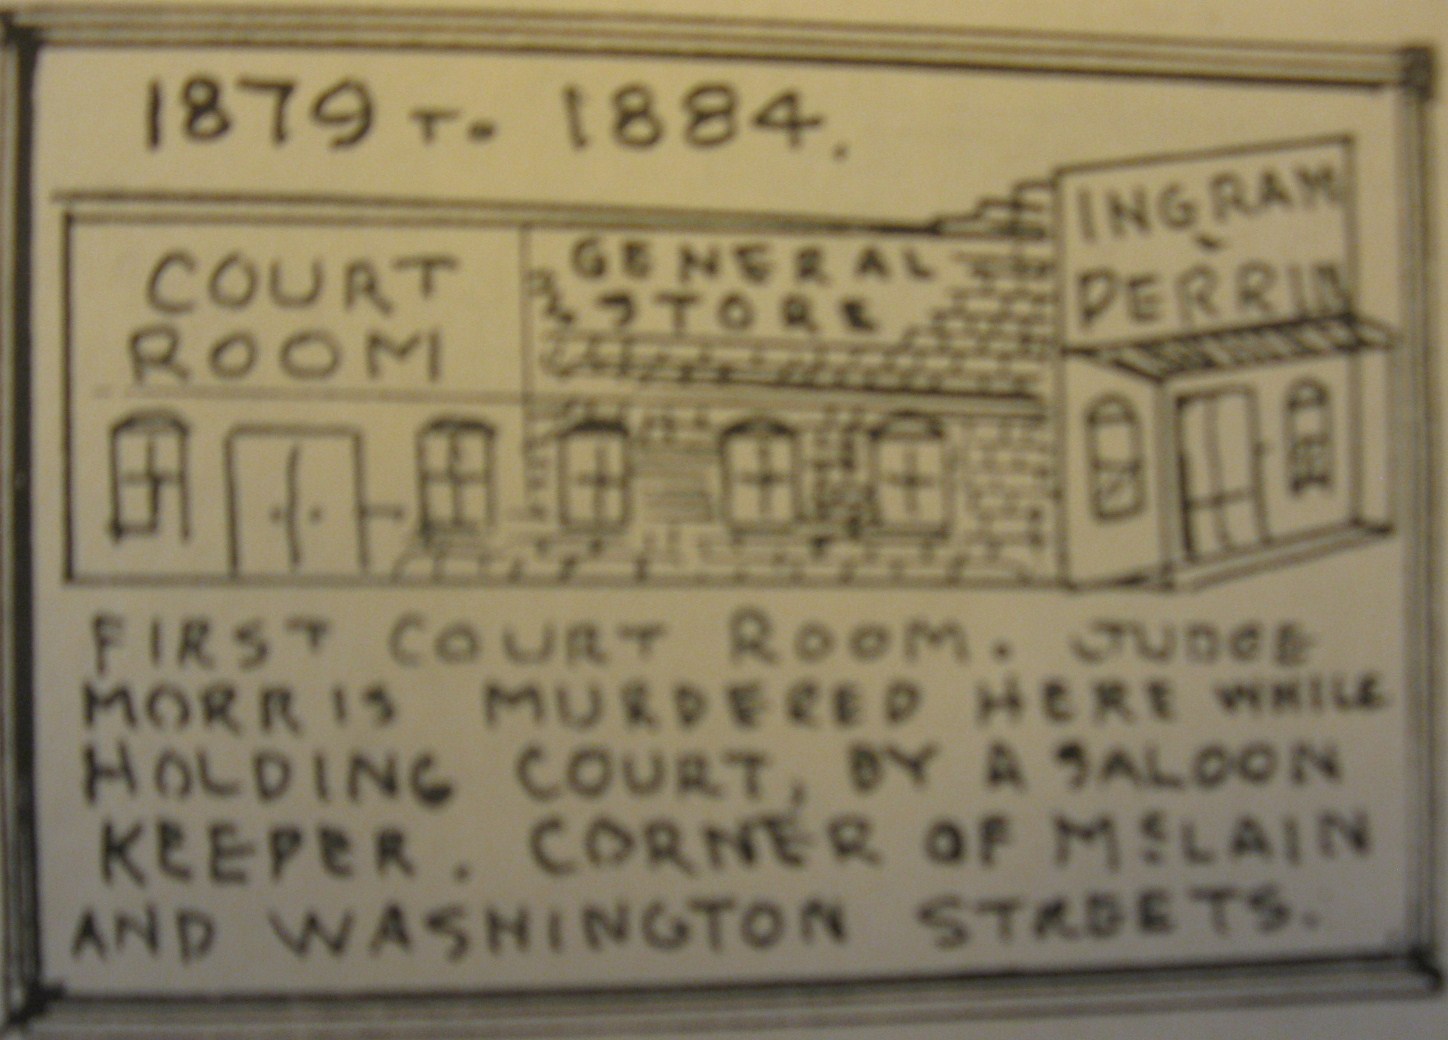 1879 To 1884.
COURT
ROOM
GENERAL
STORE
INGRAM
&
PERRIN
FIRST COURT ROOM. JUDGE
MORRIS MURDERED HERE WHILE
HOLDING COURT, BY A SALOON
KEEPER. CORNER OF McLAIN
AND WASHINGTON STREETS.